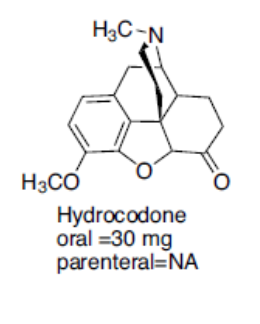 H₃C N
O
H₃CO O
Hydrocodone
oral =30 mg
parenteral=NA